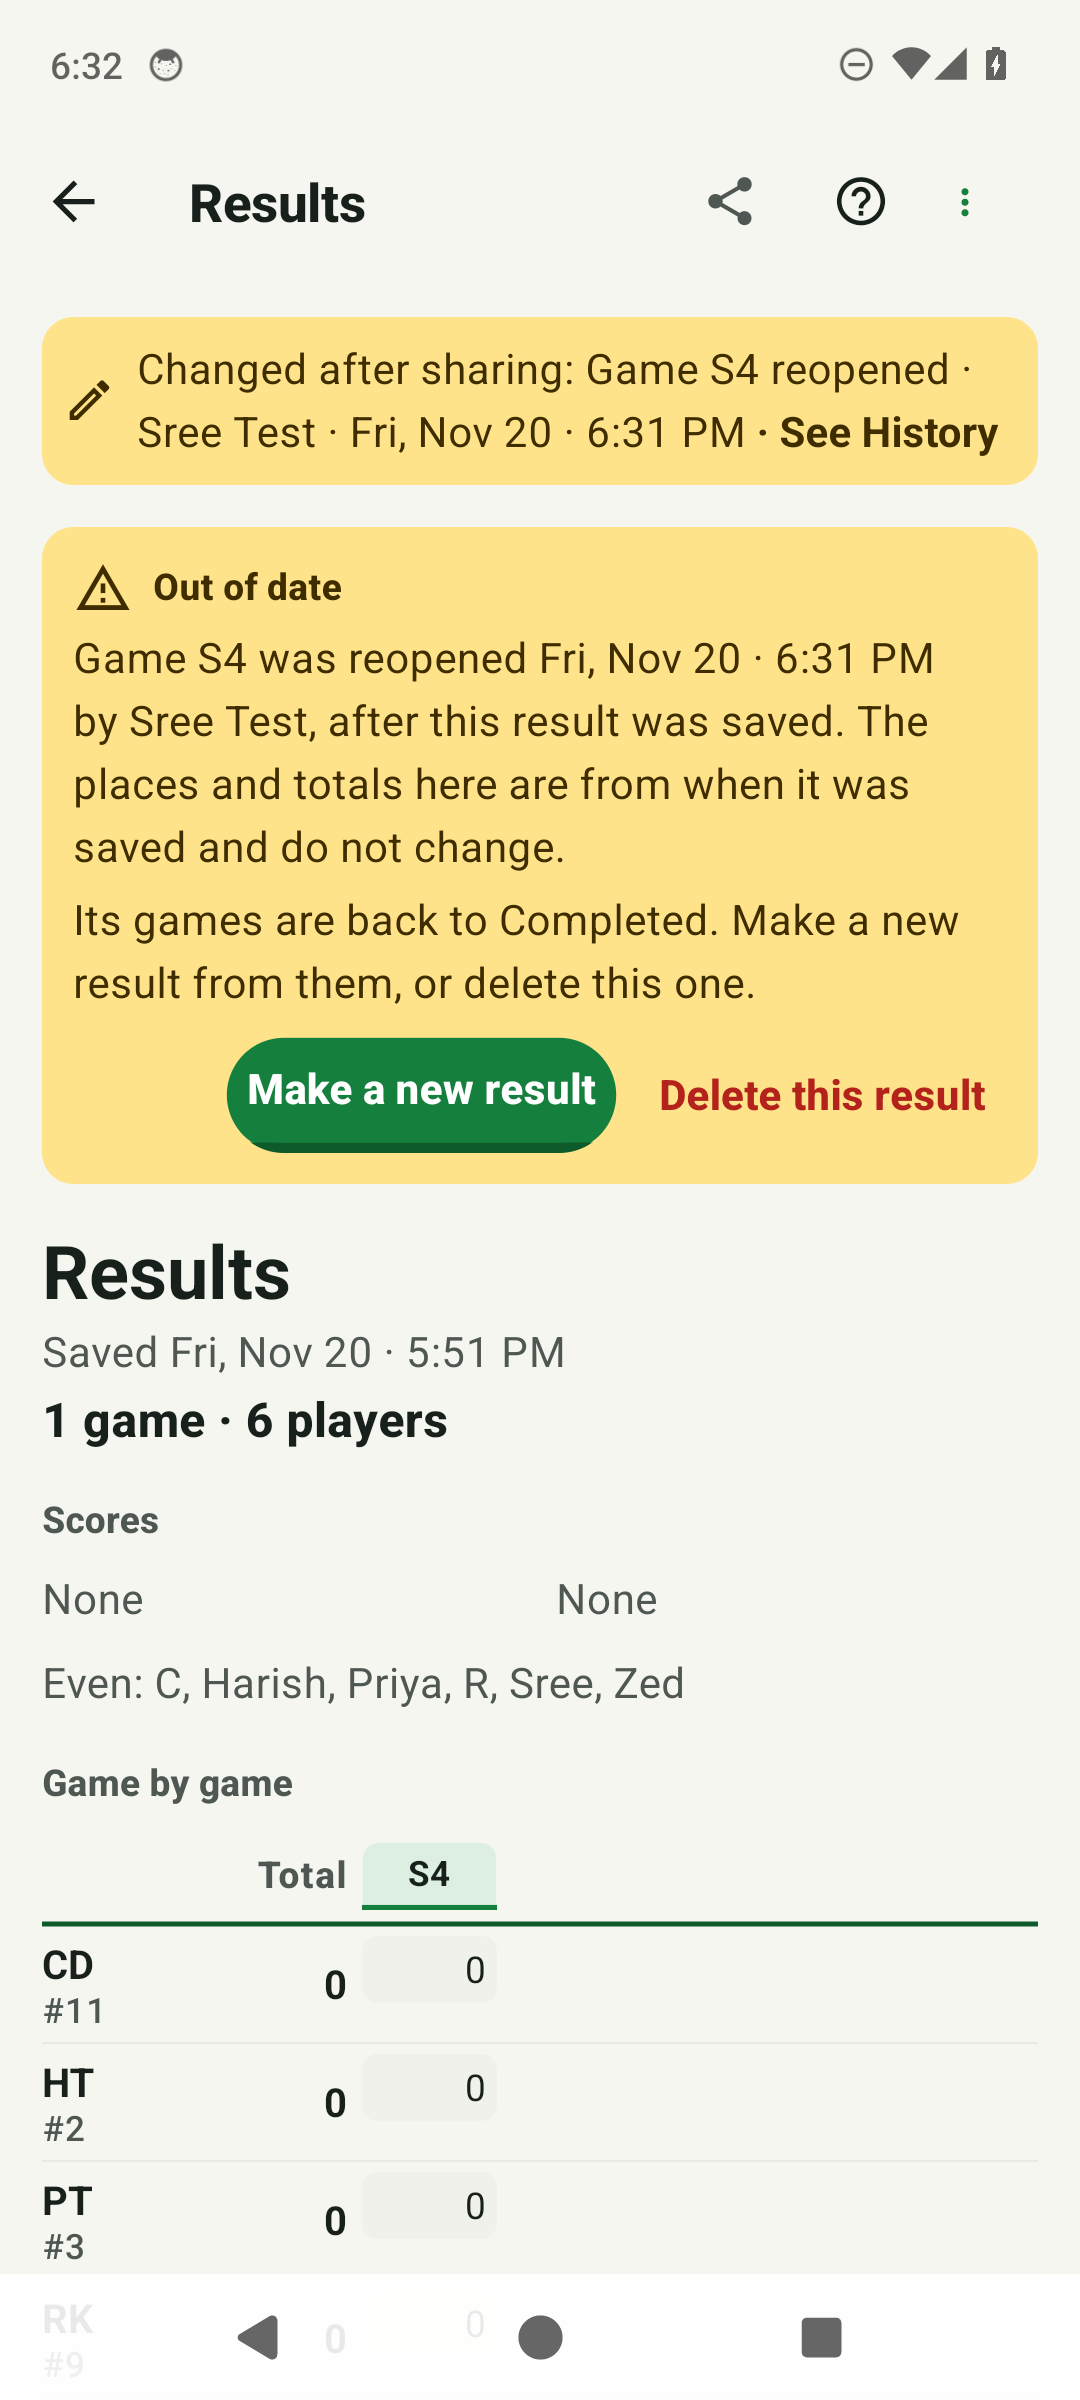 6:32
Results
Changed after sharing: Game S4 reopened ·
Sree Test · Fri, Nov 20 · 6:31 PM · See History
Out of date
Game S4 was reopened Fri, Nov 20 · 6:31 PM
by Sree Test, after this result was saved. The
places and totals here are from when it was
saved and do not change.
Its games are back to Completed. Make a new
result from them, or delete this one.
Make a new result Delete this result
Results
Saved Fri, Nov 20 · 5:51 PM
1 game · 6 players
Scores
None None
Even: C, Harish, Priya, R, Sree, Zed
Game by game
Total S4
CD 0 0
#11
HT 0 0
#2
PT 0 0
#3
RK 0 0
#9